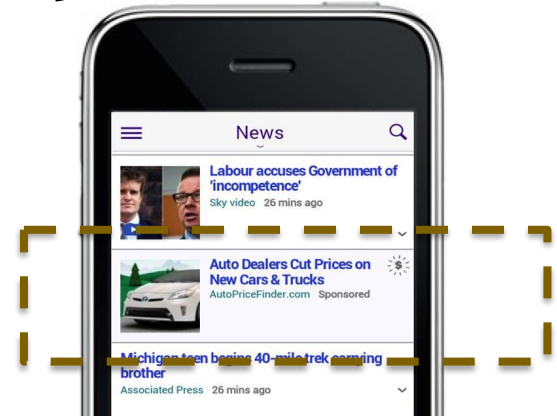 News
Labour accuses Government of
'incompetence'
Sky video 26 mins ago
Auto Dealers Cut Prices on
New Cars & Trucks
$
AutoPriceFinder.com Sponsored
Michigan teen begins 40-mile trek carrying
brother
Associated Press 26 mins ago